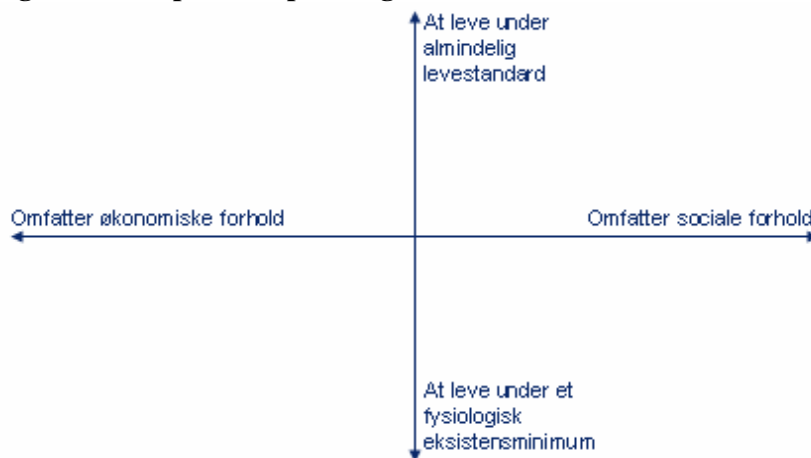 At leve under
almindelig
levestandard
Omfatter økonomiske forhold
Omfatter sociale forhold
At leve under et
fysiologisk
eksistensminimum